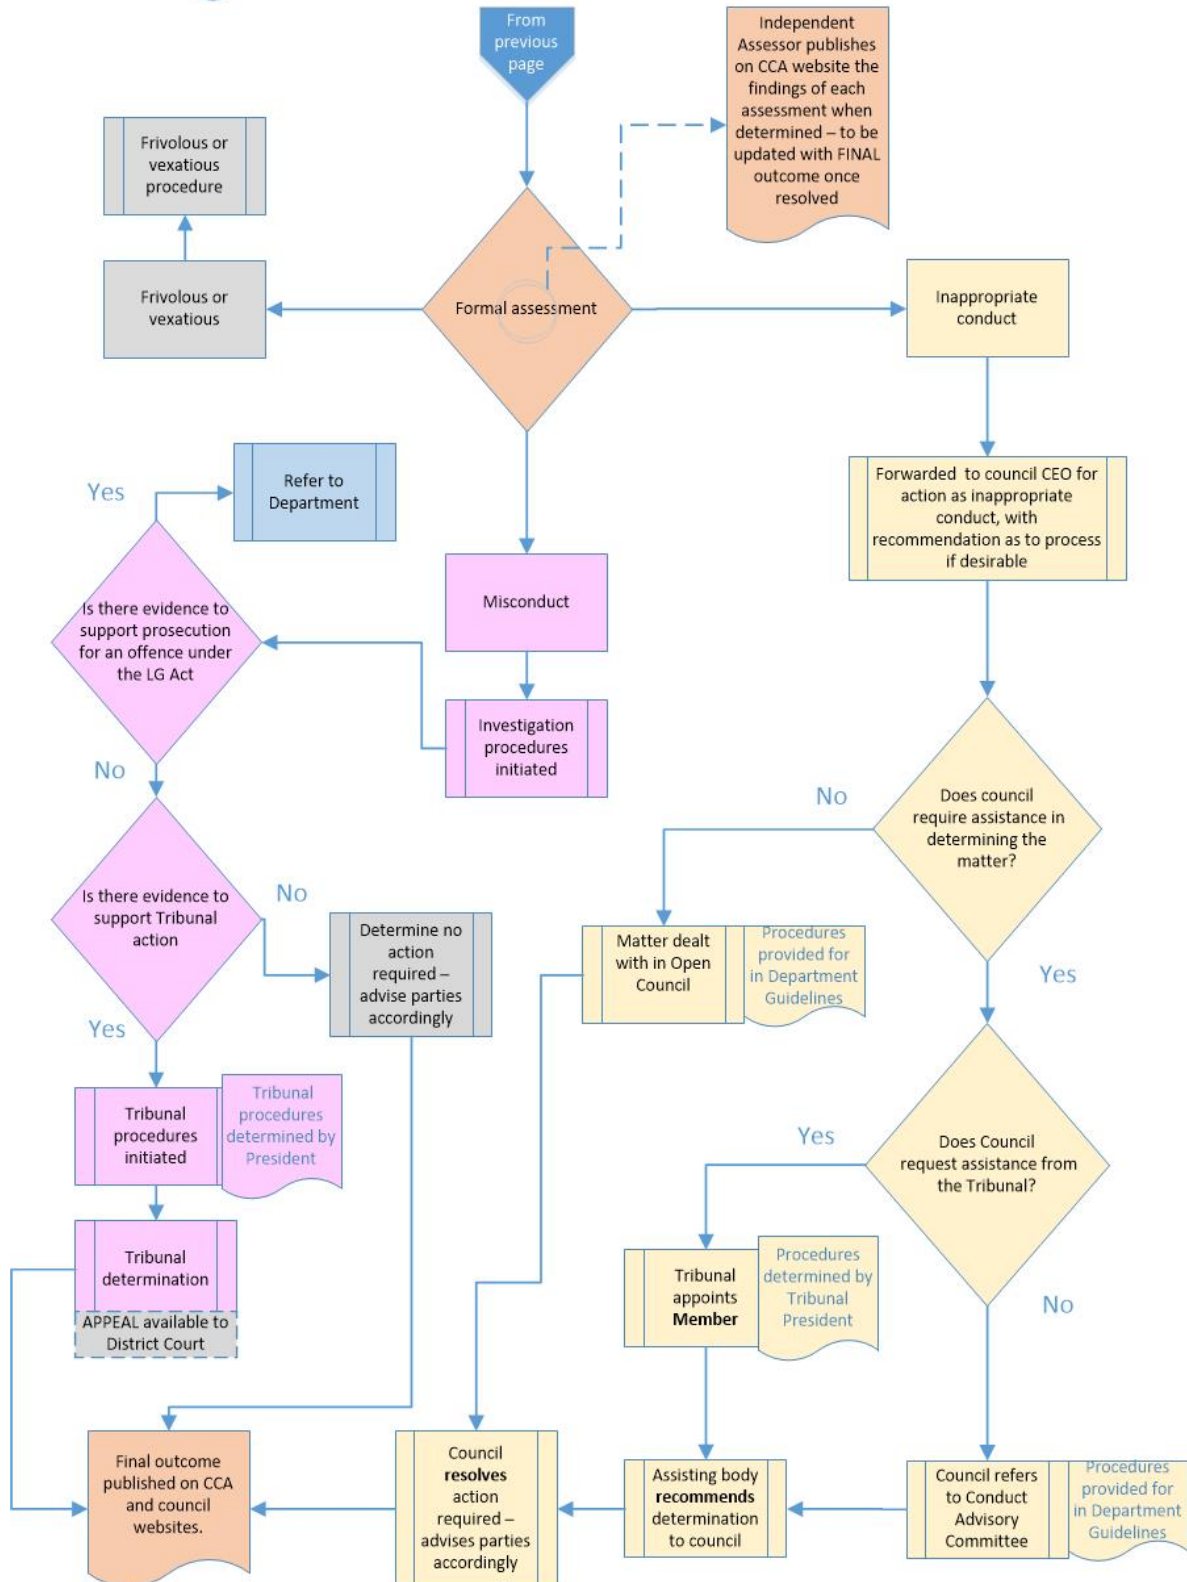 From
previous
page
Independent
Assessor publishes
on CCA website the
findings of each
assessment when
determined – to be
updated with FINAL
outcome once
resolved
Frivolous or
vexatious
procedure
Frivolous or
vexatious
Formal assessment
Inappropriate
conduct
Yes
Refer to
Department
Forwarded to council CEO for
action as inappropriate
conduct, with
recommendation as to process
if desirable
Misconduct
Is there evidence to
support prosecution
for an offence under
the LG Act
Investigation
procedures
initiated
No
No
Does council
require assistance in
determining the
matter?
Is there evidence to
support Tribunal
action
No
Determine no
action
required –
advise parties
accordingly
Matter dealt
with in Open
Council
Procedures
provided for
in Department
Guidelines
Yes
Yes
Tribunal
procedures
initiated
Tribunal
procedures
determined by
President
Yes
Does Council
request assistance from
the Tribunal?
Tribunal
determination
APPEAL available to
District Court
Tribunal
appoints
Member
Procedures
determined by
Tribunal
President
No
Final outcome
published on CCA
and council
websites.
Council
resolves
action
required –
advises parties
accordingly
Assisting body
recommends
determination
to council
Council refers
to Conduct
Advisory
Committee
Procedures
provided for
in Department
Guidelines